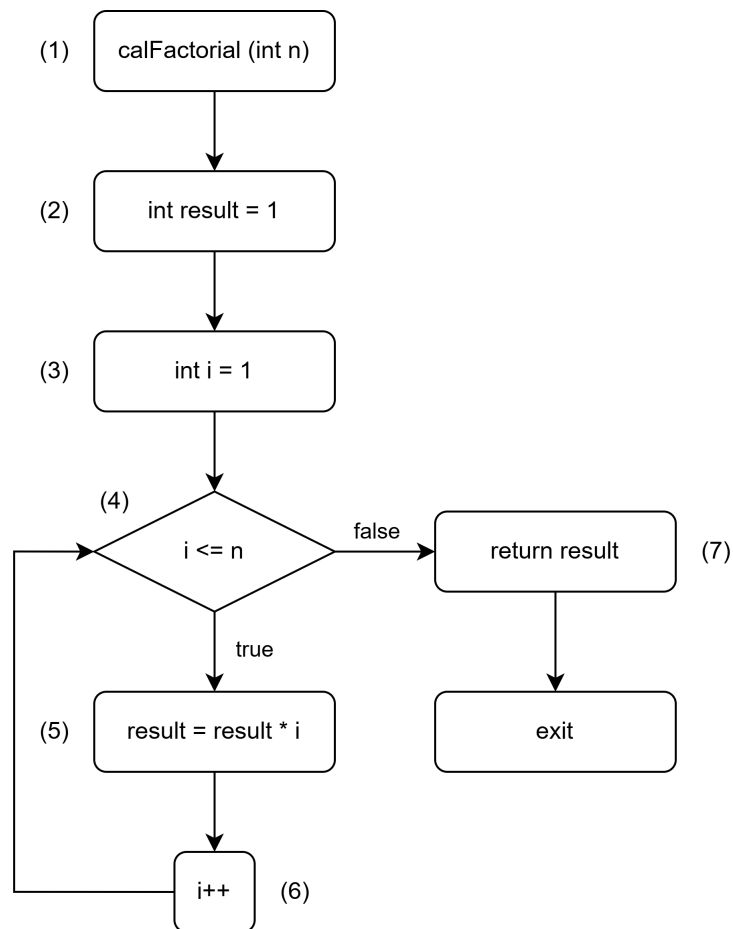 (1)
calFactorial (int n)
(2)
int result = 1
(3)
int i = 1
(4)
i <= n
false
return result
(7)
true
(5)
result = result * i
exit
i++
(6)